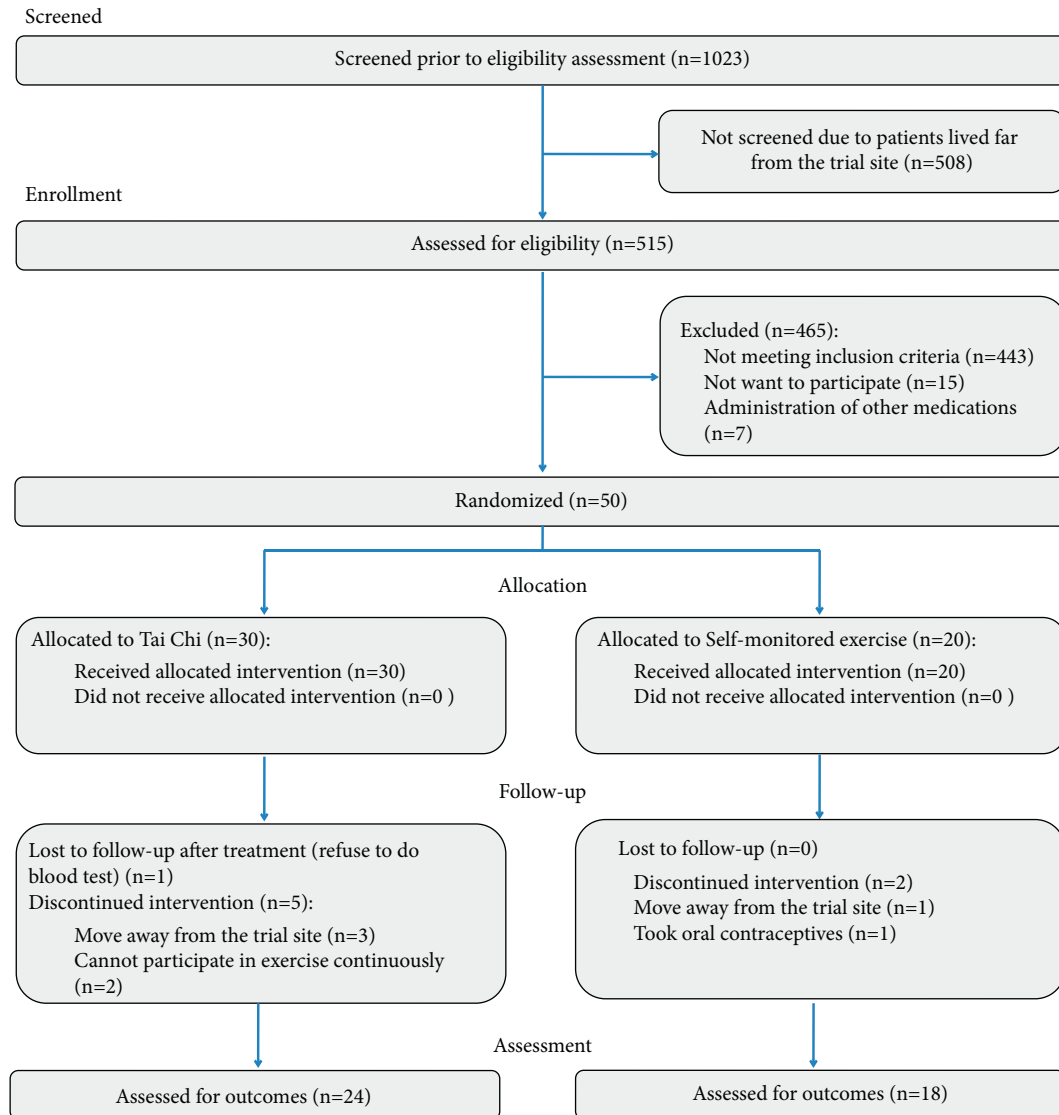 Screened
Screened prior to eligibility assessment (n=1023)
Not screened due to patients lived far
from the trial site (n=508)
Enrollment
Assessed for eligibility (n=515)
Excluded (n=465):
Not meeting inclusion criteria (n=443)
Not want to participate (n=15)
Administration of other medications
(n=7)
Randomized (n=50)
Allocation
Allocated to Tai Chi (n=30):
Received allocated intervention (n=30)
Did not receive allocated intervention (n=0 )
Allocated to Self-monitored exercise (n=20):
Received allocated intervention (n=20)
Did not receive allocated intervention (n=0 )
Follow-up
Lost to follow-up after treatment (refuse to do
blood test) (n=1)
Discontinued intervention (n=5):
Move away from the trial site (n=3)
Cannot participate in exercise continuously
(n=2)
Lost to follow-up (n=0)
Discontinued intervention (n=2)
Move away from the trial site (n=1)
Took oral contraceptives (n=1)
Assessment
Assessed for outcomes (n=24)
Assessed for outcomes (n=18)